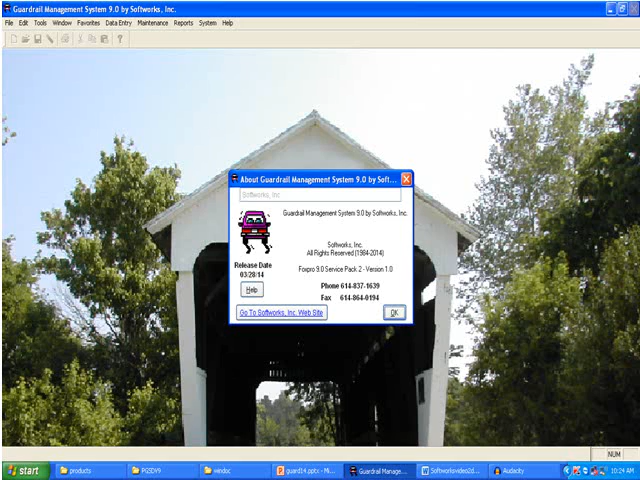 Guardrail Management System 9.0 by Softworks, Inc.
File Edit Tools Window Favorites Data Entry Maintenance Reports System Help
About Guardrail Management System 9.0 by Soft...
Softworks, Inc
Guardrail Management System 9.0 by Softworks, Inc.
Softworks, Inc.
All Rights Reserved (1984-2014)
Release Date
03/28/14
Foxpro 9.0 Service Pack 2 - Version 1.0
Help
Phone 614-837-1639
Fax 614-864-0194
Go To Softworks, Inc. Web Site
OK
NUM
start products PGSDV9 windoc guard14.pptx - Mi... Guardrail Manage... Softworksvideo2d... Audacity 10:24 AM